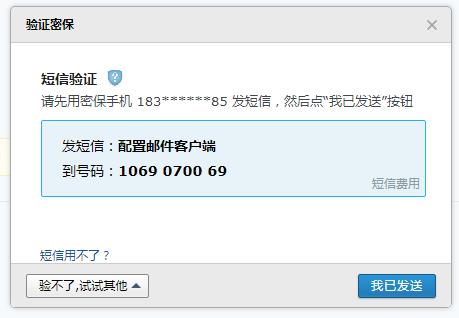 验证密保
短信验证
请先用密保手机 183******85 发短信，然后点“我已发送”按钮
发短信：配置邮件客户端
到号码：1069 0700 69
短信费用
短信用不了？
验不了,试试其他
我已发送